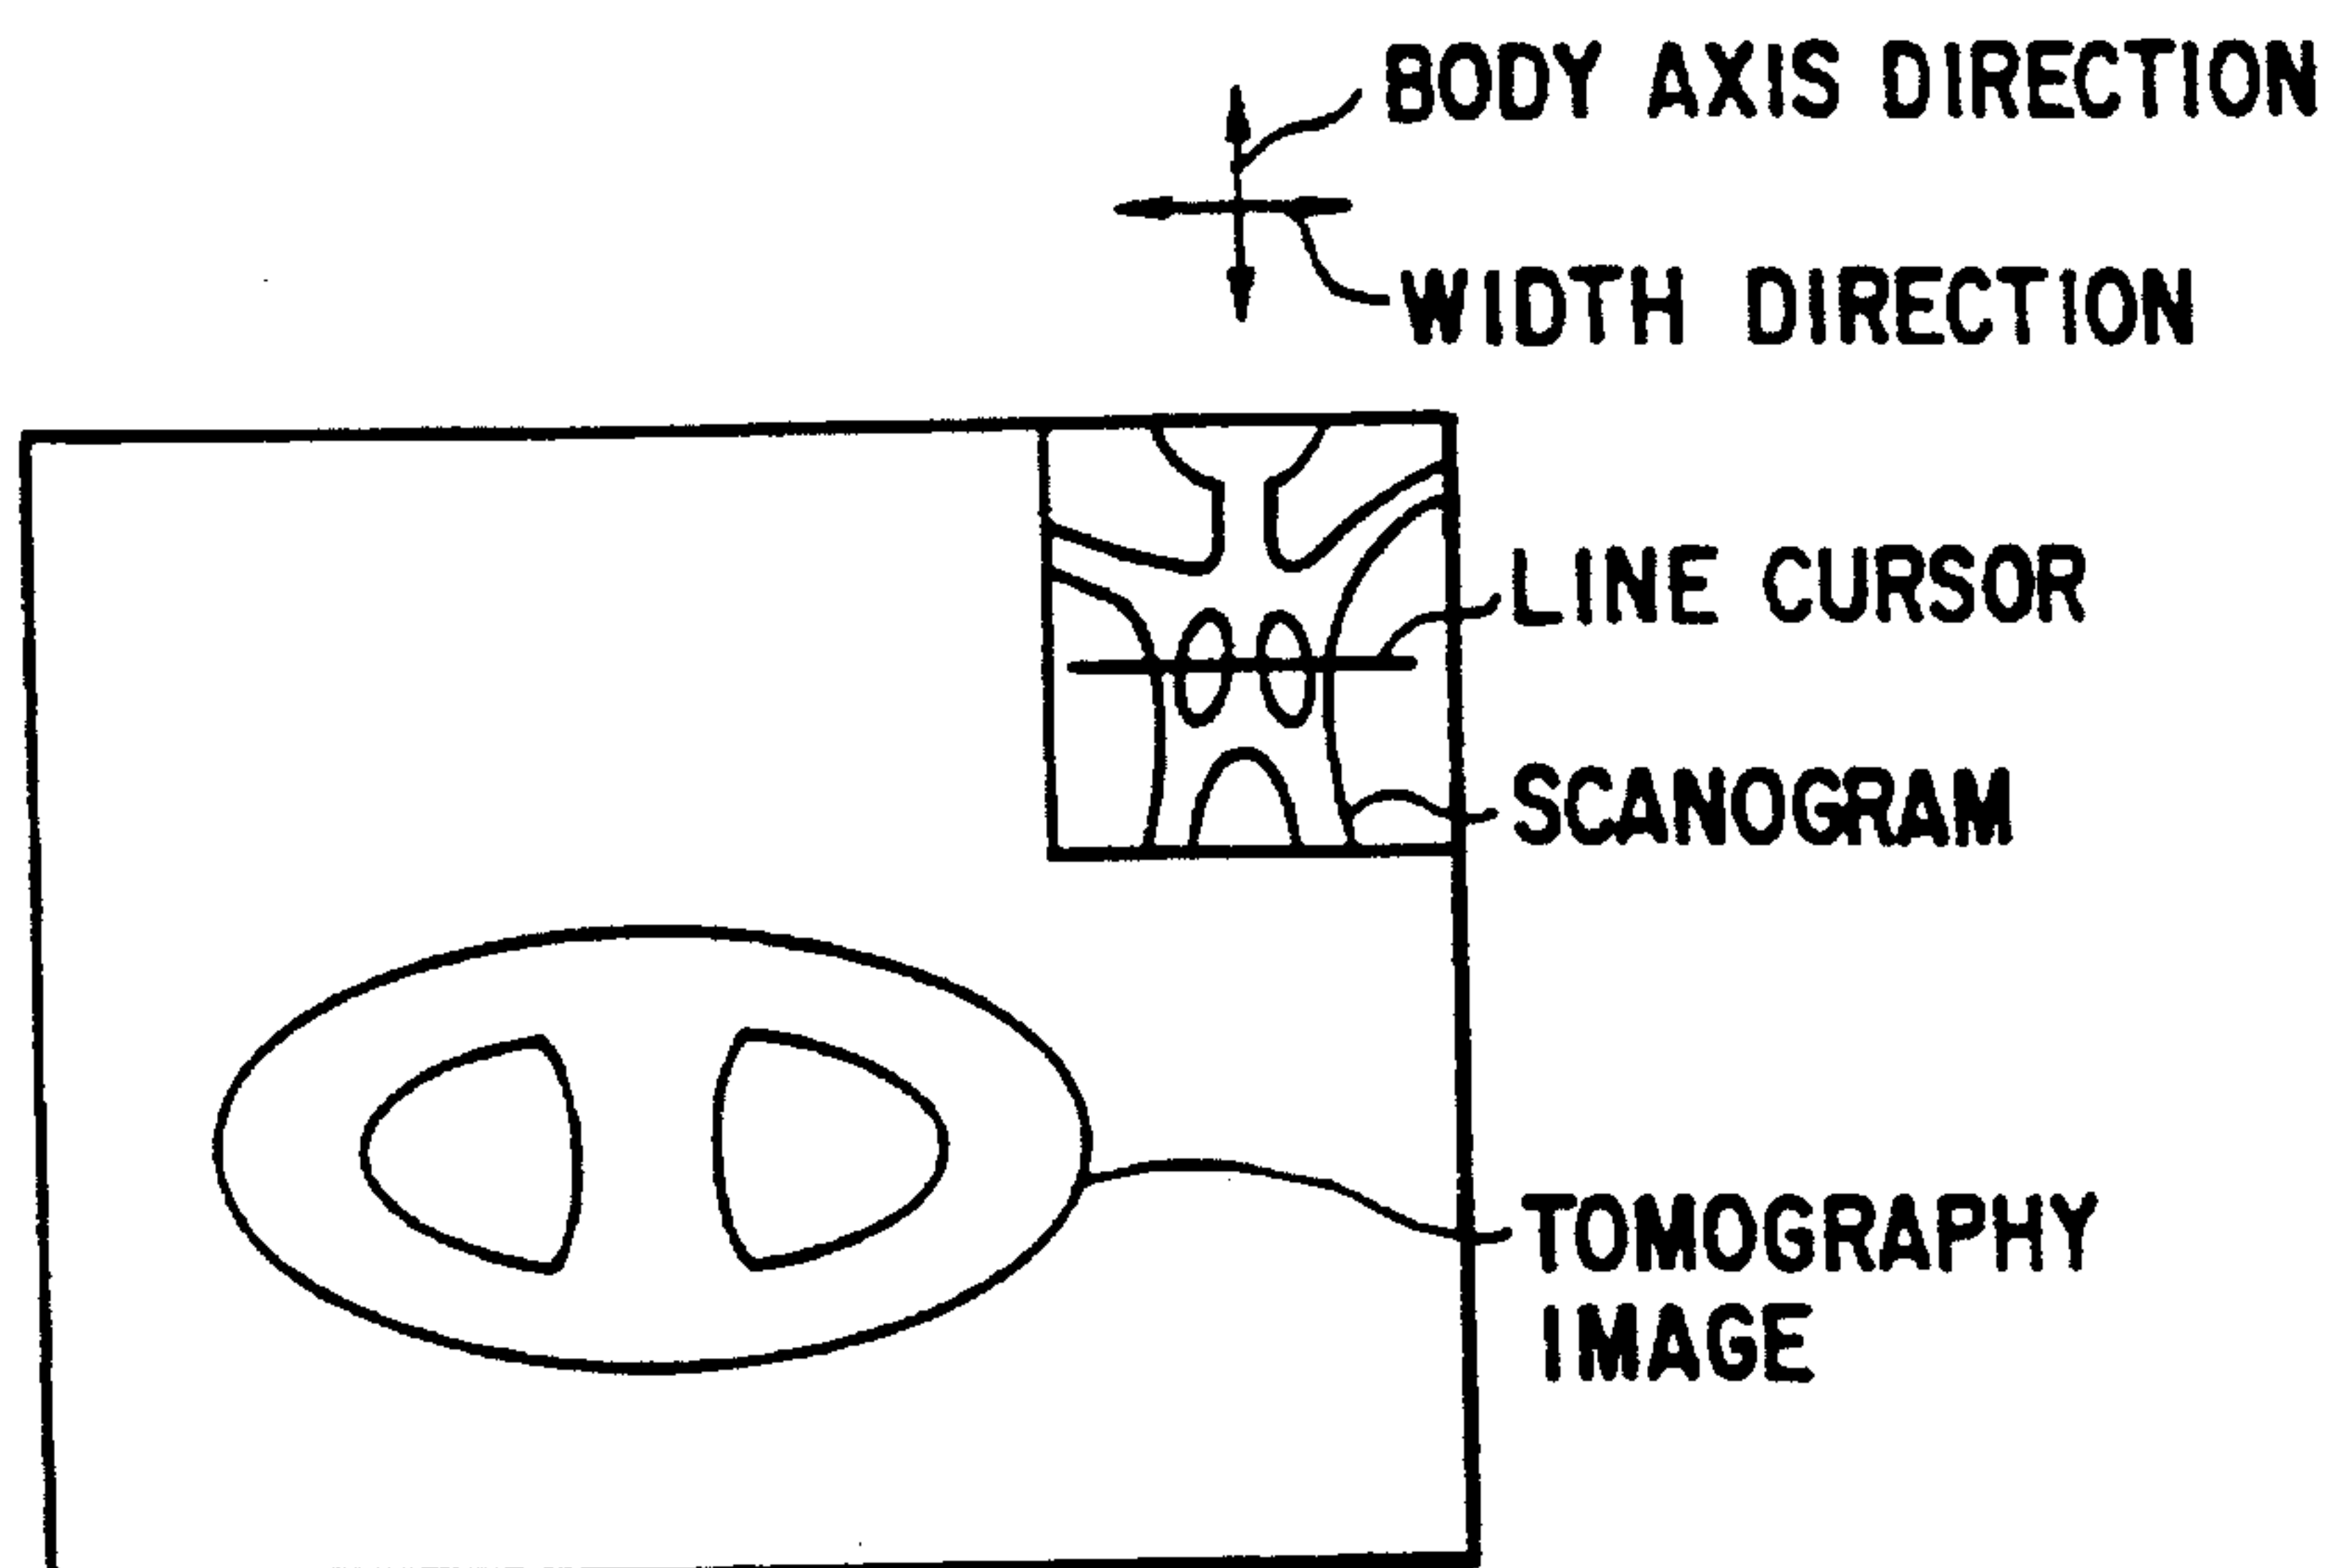 BODY AXIS DIRECTION
WIDTH DIRECTION
LINE CURSOR
SCANOGRAM
TOMOGRAPHY
IMAGE